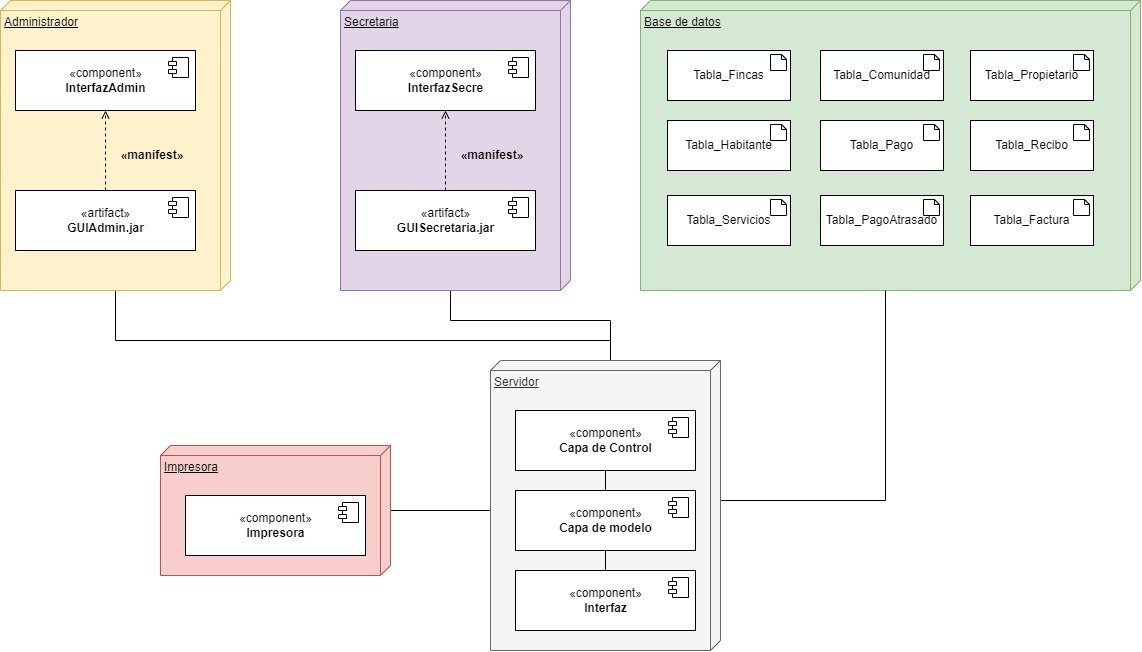 Administrador
«component»
InterfazAdmin
«manifest»
«artifact»
GUIAdmin.jar
Secretaria
«component»
InterfazSecre
«manifest»
«artifact»
GUISecretaria.jar
Base de datos
Tabla_Fincas
Tabla_Comunidad
Tabla_Propietario
Tabla_Habitante
Tabla_Pago
Tabla_Recibo
Tabla_Servicios
Tabla_PagoAtrasado
Tabla_Factura
Impresora
«component»
Impresora
Servidor
«component»
Capa de Control
«component»
Capa de modelo
«component»
Interfaz